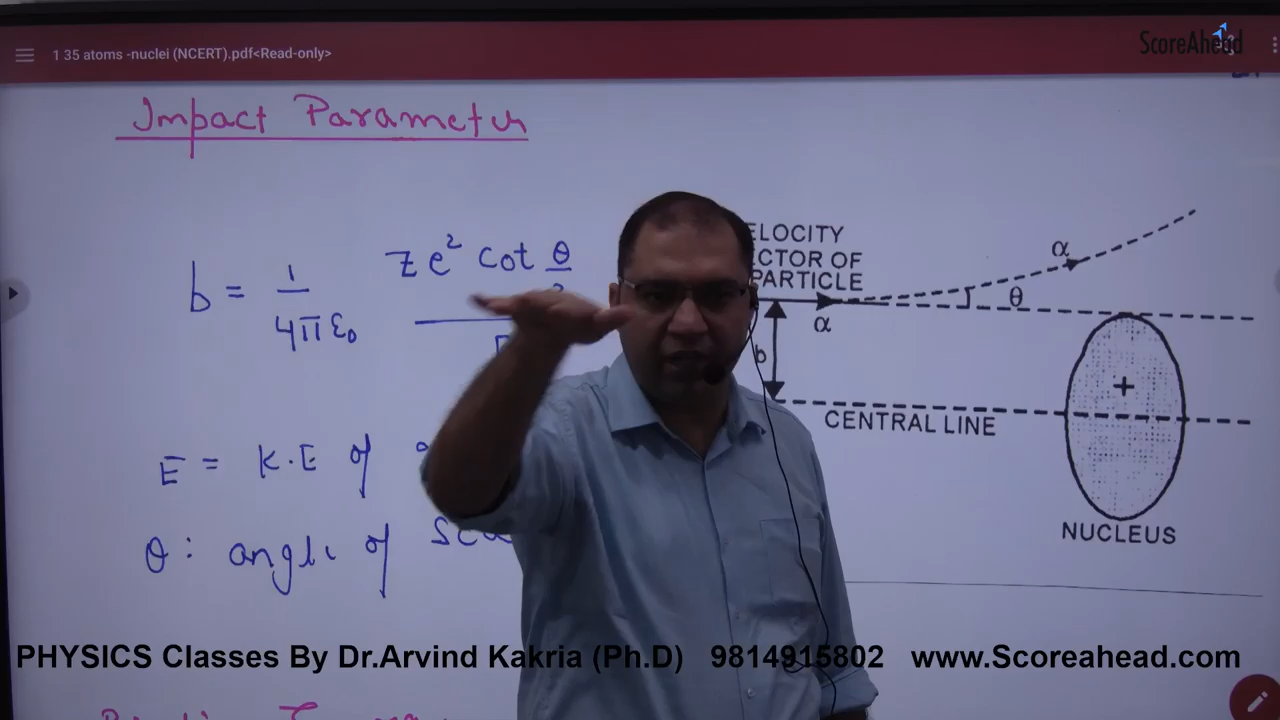 1 35 atoms -nuclei (NCERT).pdf<Read-only>
ScoreAhead
Impact Parameter
b = 1 Ze² cot θ
4πε₀
E = K.E of
θ : angle of
ELOCITY
ECTOR OF
PARTICLE
α
θ
α
b
+
CENTRAL LINE
NUCLEUS
PHYSICS Classes By Dr.Arvind Kakria (Ph.D) 9814915802 www.Scoreahead.com